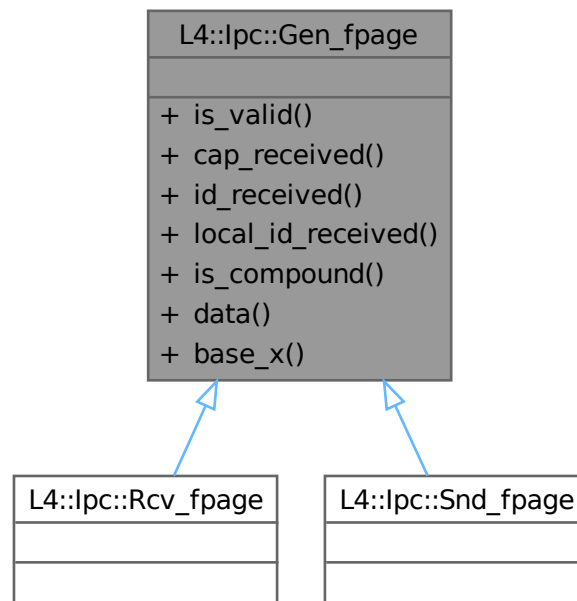 L4::Ipc::Gen_fpage
+ is_valid()
+ cap_received()
+ id_received()
+ local_id_received()
+ is_compound()
+ data()
+ base_x()
L4::Ipc::Rcv_fpage
L4::Ipc::Snd_fpage